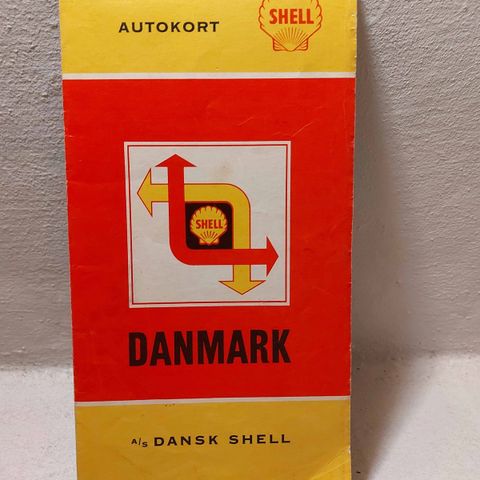 AUTOKORT
SHELL
SHELL
DANMARK
A/S DANSK SHELL